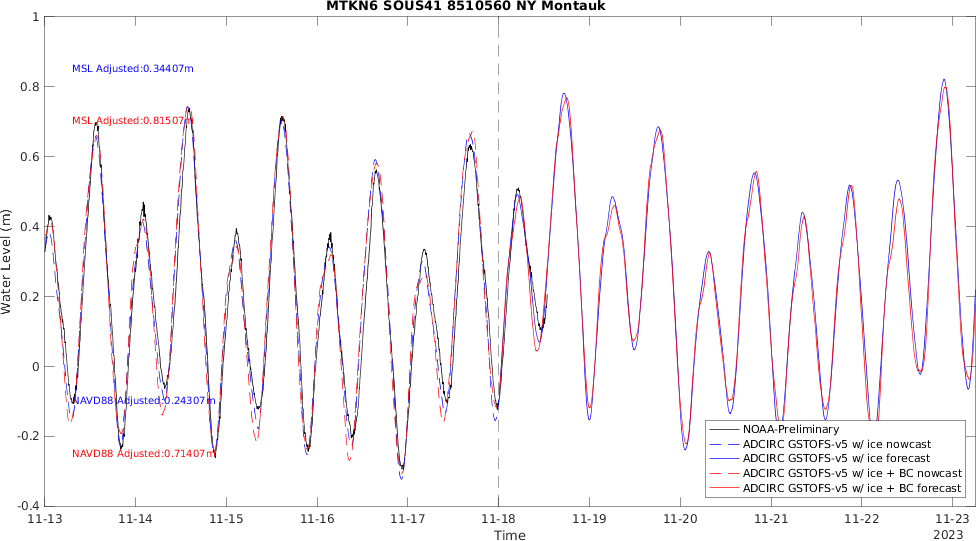 MTKN6 SOUS41 8510560 NY Montauk
1
0.8
0.6
0.4
0.2
0
-0.2
-0.4
Water Level (m)
MSL Adjusted:0.34407m
MSL Adjusted:0.81507m
NAVD88 Adjusted:0.24307m
NAVD88 Adjusted:0.71407m
NOAA-Preliminary
ADCIRC GSTOFS-v5 w/ ice nowcast
ADCIRC GSTOFS-v5 w/ ice forecast
ADCIRC GSTOFS-v5 w/ ice + BC nowcast
ADCIRC GSTOFS-v5 w/ ice + BC forecast
11-13 11-14 11-15 11-16 11-17 11-18 11-19 11-20 11-21 11-22 11-23
Time 2023